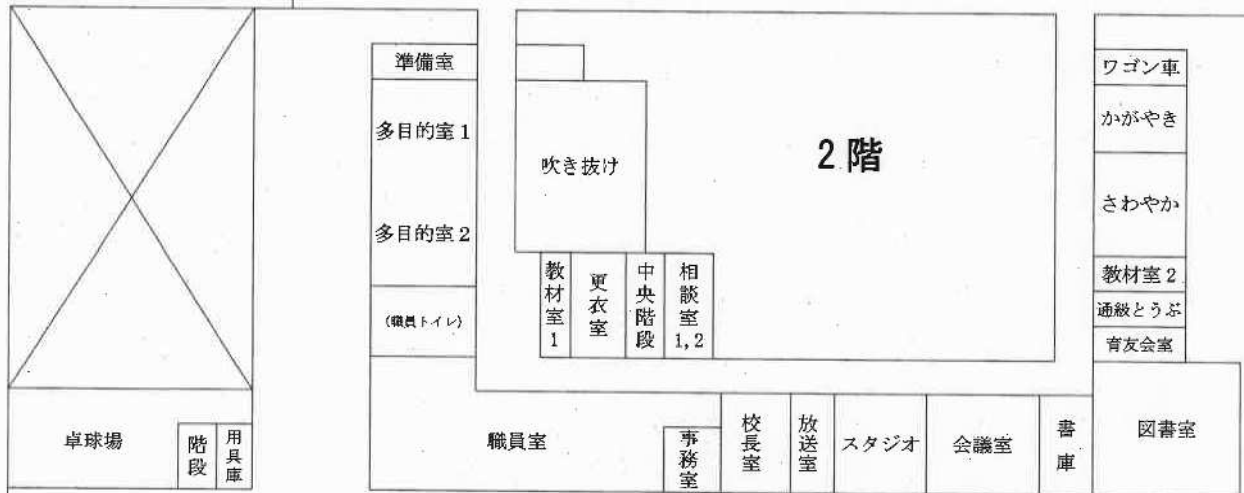 準備室
ワゴン車
多目的室1
かがやき
2階
吹き抜け
さわやか
多目的室2
教材室1
更衣室
中央階段
相談室1,2
教材室2
通級とうぶ
(職員トイレ)
育友会室
卓球場
階段
用具庫
職員室
事務室
校長室
放送室
スタジオ
会議室
書庫
図書室